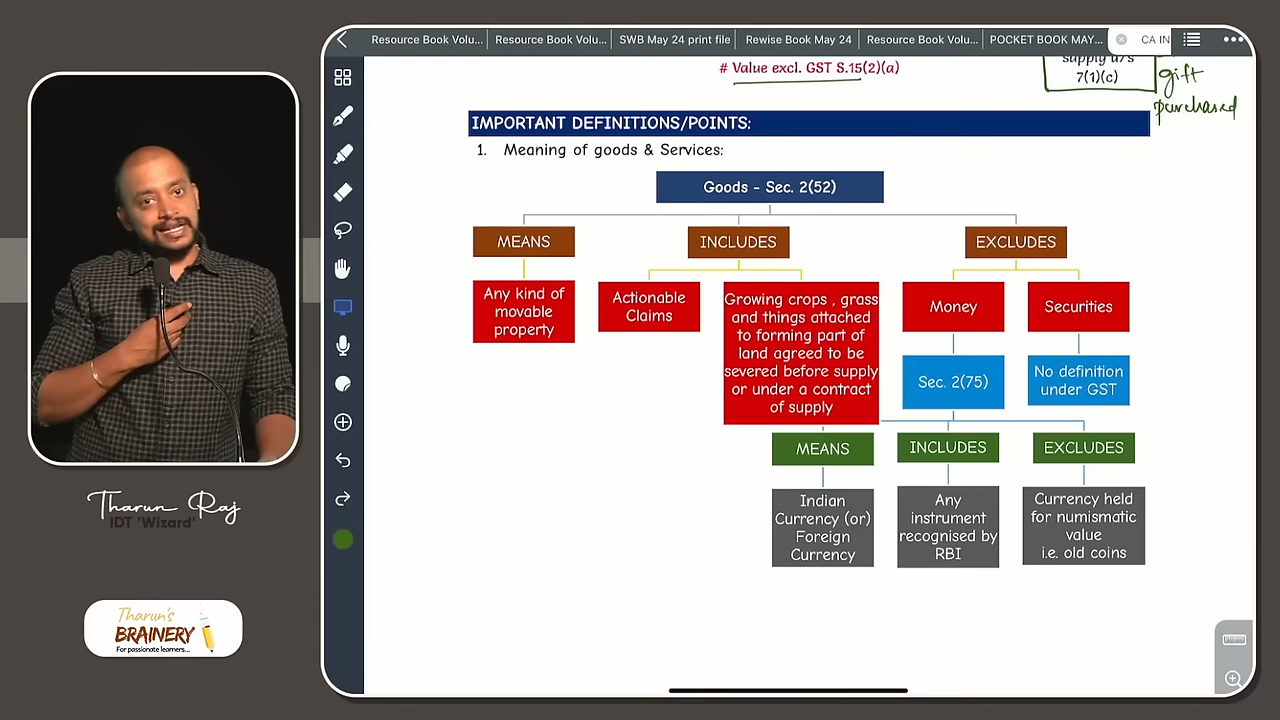 Resource Book Volu...
Resource Book Volu...
SWB May 24 print file
Rewise Book May 24
Resource Book Volu...
POCKET BOOK MAY...
CA IN
# Value excl. GST S.15(2)(a)
supply u/s
7(1)(c)
gift
purchased
IMPORTANT DEFINITIONS/POINTS:
1. Meaning of goods & Services:
Goods - Sec. 2(52)
MEANS
INCLUDES
EXCLUDES
Any kind of
movable
property
Actionable
Claims
Growing crops , grass
and things attached
to forming part of
land agreed to be
severed before supply
or under a contract
of supply
Money
Securities
Sec. 2(75)
No definition
under GST
MEANS
INCLUDES
EXCLUDES
Indian
Currency (or)
Foreign
Currency
Any
instrument
recognised by
RBI
Currency held
for numismatic
value
i.e. old coins
Tharun Raj
IDT 'Wizard'
Tharun's
BRAINERY
For passionate learners...